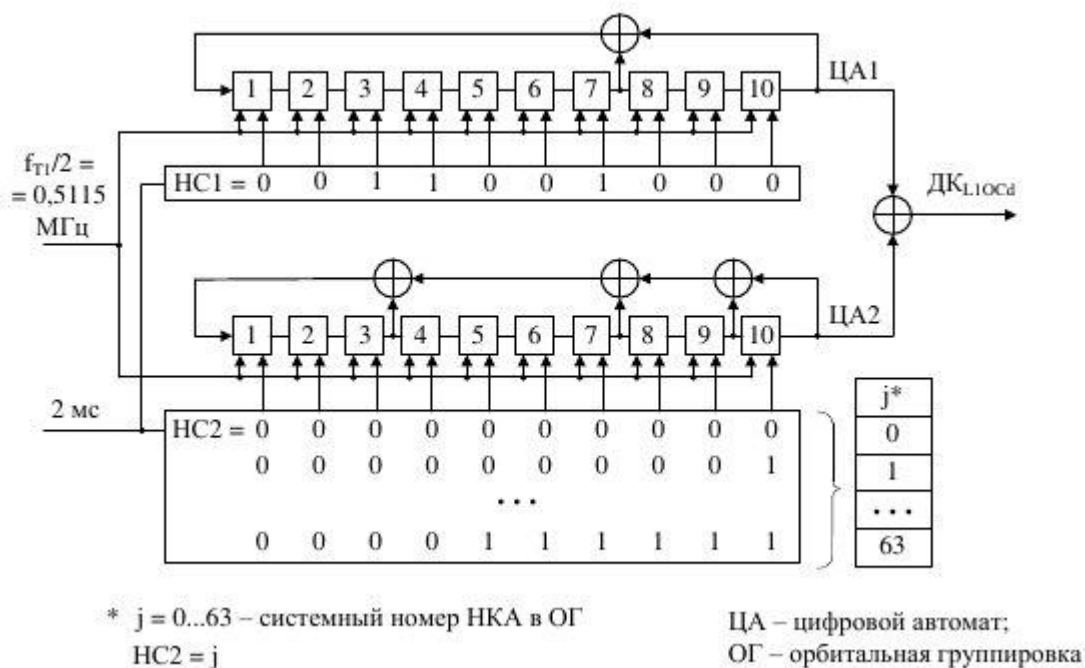 ЦА1
1 2 3 4 5 6 7 8 9 10
f_T1/2 =
= 0,5115
МГц
НС1 = 0 0 1 1 0 0 1 0 0 0
ДК_L1OCd
ЦА2
1 2 3 4 5 6 7 8 9 10
2 мс
НС2 = 0 0 0 0 0 0 0 0 0 0
0 0 0 0 0 0 0 0 0 1
• • •
0 0 0 0 1 1 1 1 1 1
j*
0
1
• • •
63
* j = 0...63 – системный номер НКА в ОГ
НС2 = j
ЦА – цифровой автомат;
ОГ – орбитальная группировка